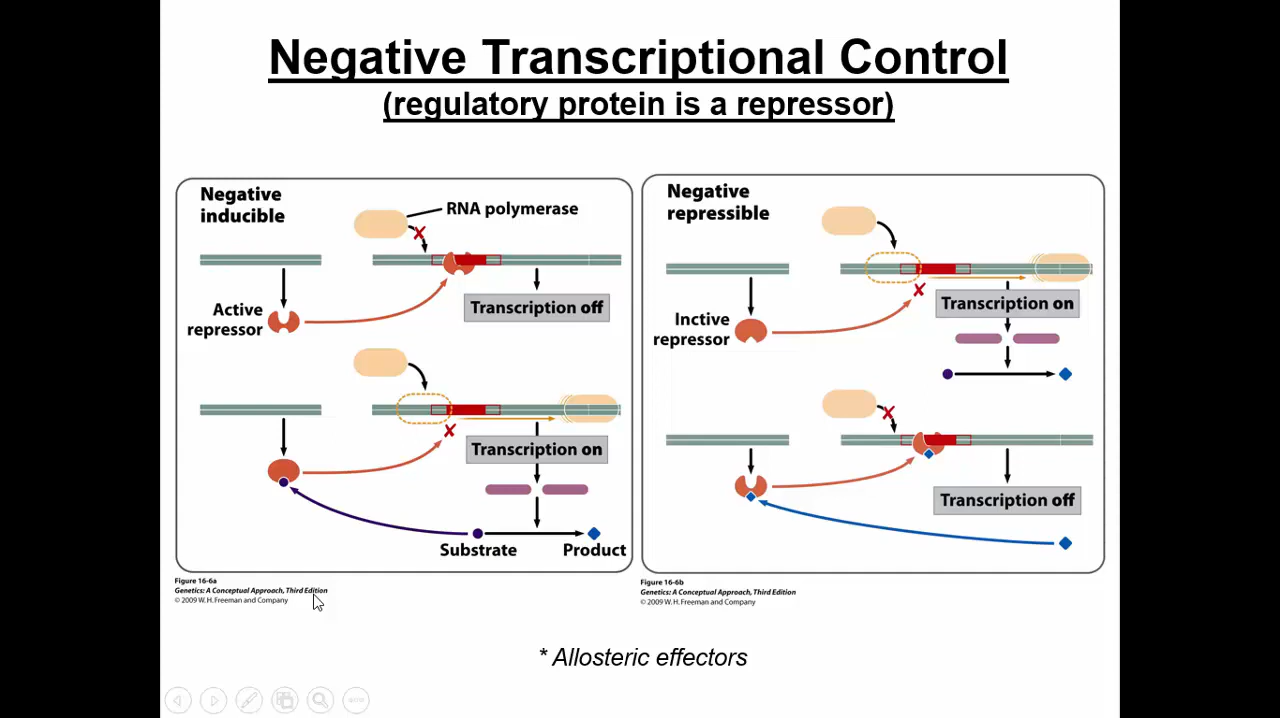 Negative Transcriptional Control
(regulatory protein is a repressor)
Negative
inducible
RNA polymerase
Active
repressor
Transcription off
Transcription on
Substrate
Product
Figure 16-6a
Genetics: A Conceptual Approach, Third Edition
© 2009 W. H. Freeman and Company
Negative
repressible
Inctive
repressor
Transcription on
Transcription off
Figure 16-6b
Genetics: A Conceptual Approach, Third Edition
© 2009 W. H. Freeman and Company
* Allosteric effectors